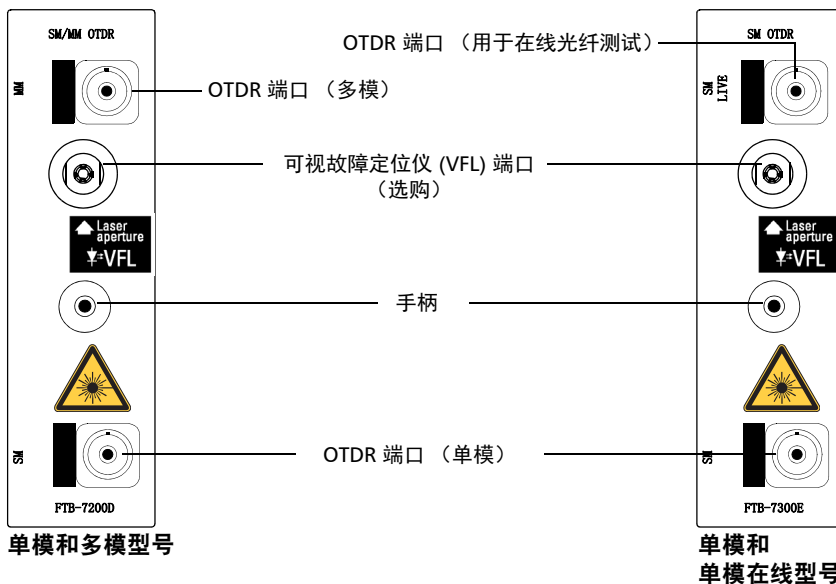 SM/MM OTDR
MM
OTDR 端口 (多模)
OTDR 端口 (用于在线光纤测试)
SM OTDR
SM
LIVE
可视故障定位仪 (VFL) 端口
(选购)
Laser
aperture
VFL
Laser
aperture
VFL
手柄
SM
OTDR 端口 (单模)
SM
FTB-7200D
FTB-7300E
单模和多模型号
单模和
单模在线型号